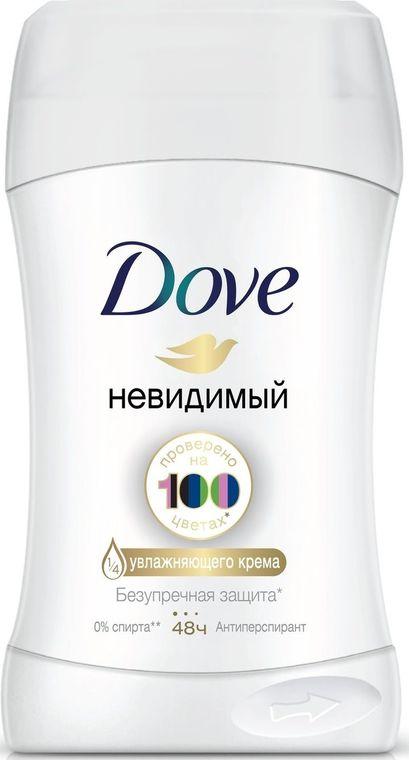 Dove
невидимый
проверено
на
100
цветах*
1/4 увлажняющего крема
Безупречная защита*
0% спирта** 48ч Антиперспирант